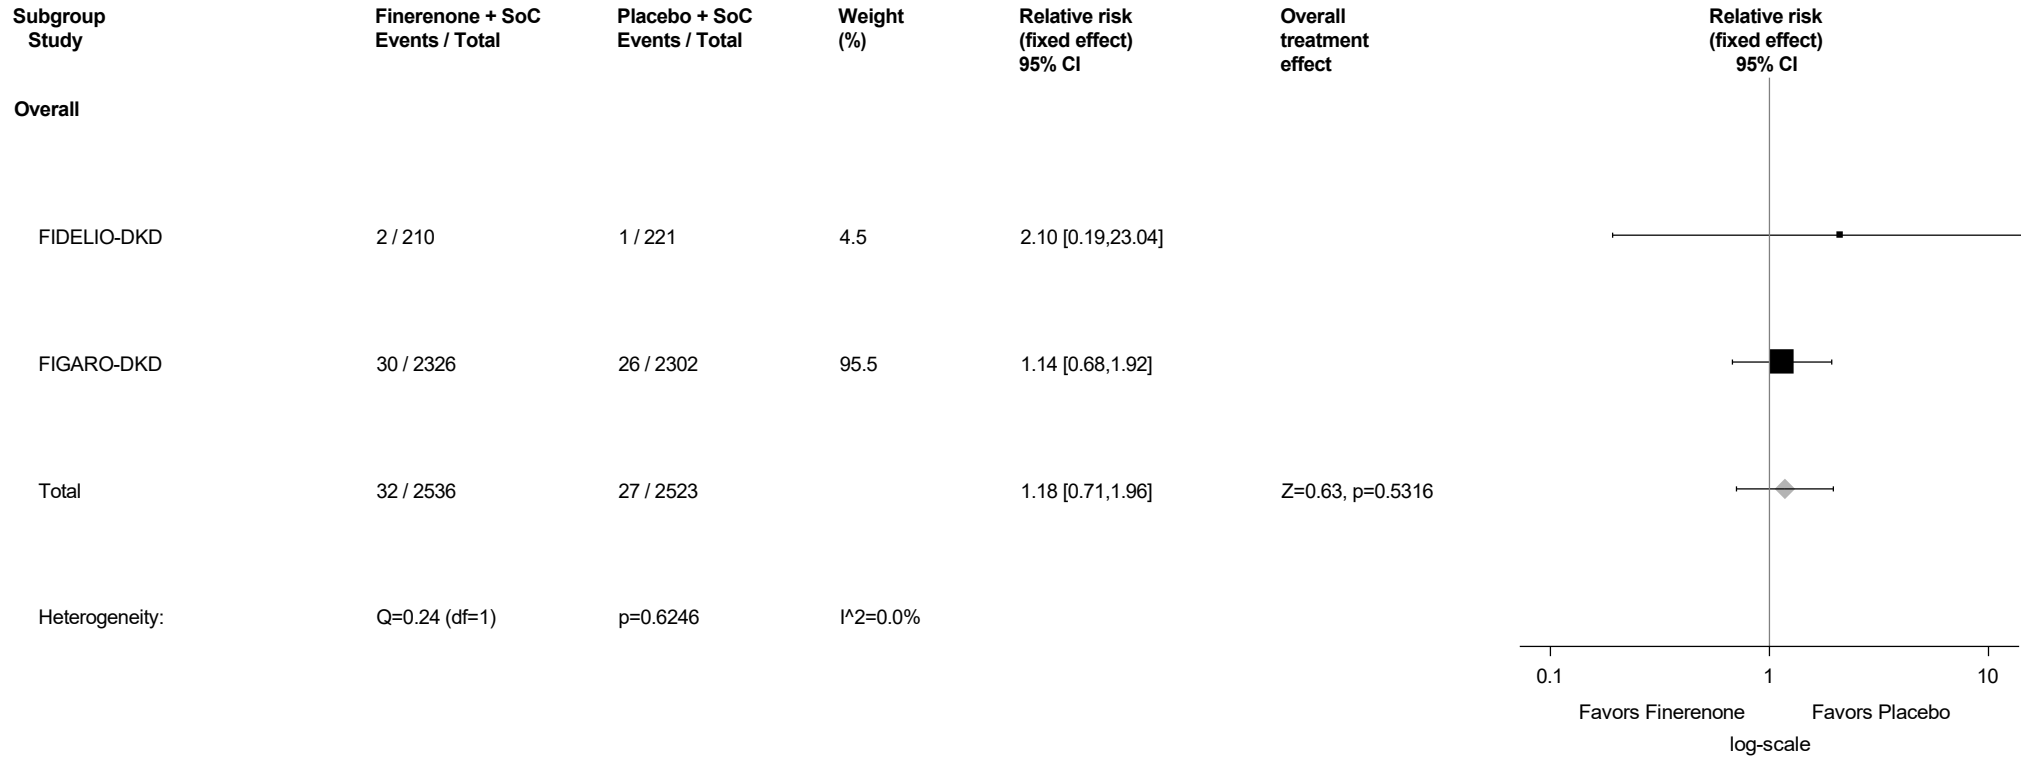 Subgroup Finerenone + SoC Placebo + SoC Weight Relative risk Overall Relative risk
Study Events / Total Events / Total (%) (fixed effect) treatment (fixed effect)
95% CI effect 95% CI
Overall
FIDELIO-DKD 2 / 210 1 / 221 4.5 2.10 [0.19,23.04]
FIGARO-DKD 30 / 2326 26 / 2302 95.5 1.14 [0.68,1.92]
Total 32 / 2536 27 / 2523 1.18 [0.71,1.96] Z=0.63, p=0.5316
Heterogeneity: Q=0.24 (df=1) p=0.6246 I^2=0.0%
0.1 1 10
Favors Finerenone Favors Placebo
log-scale